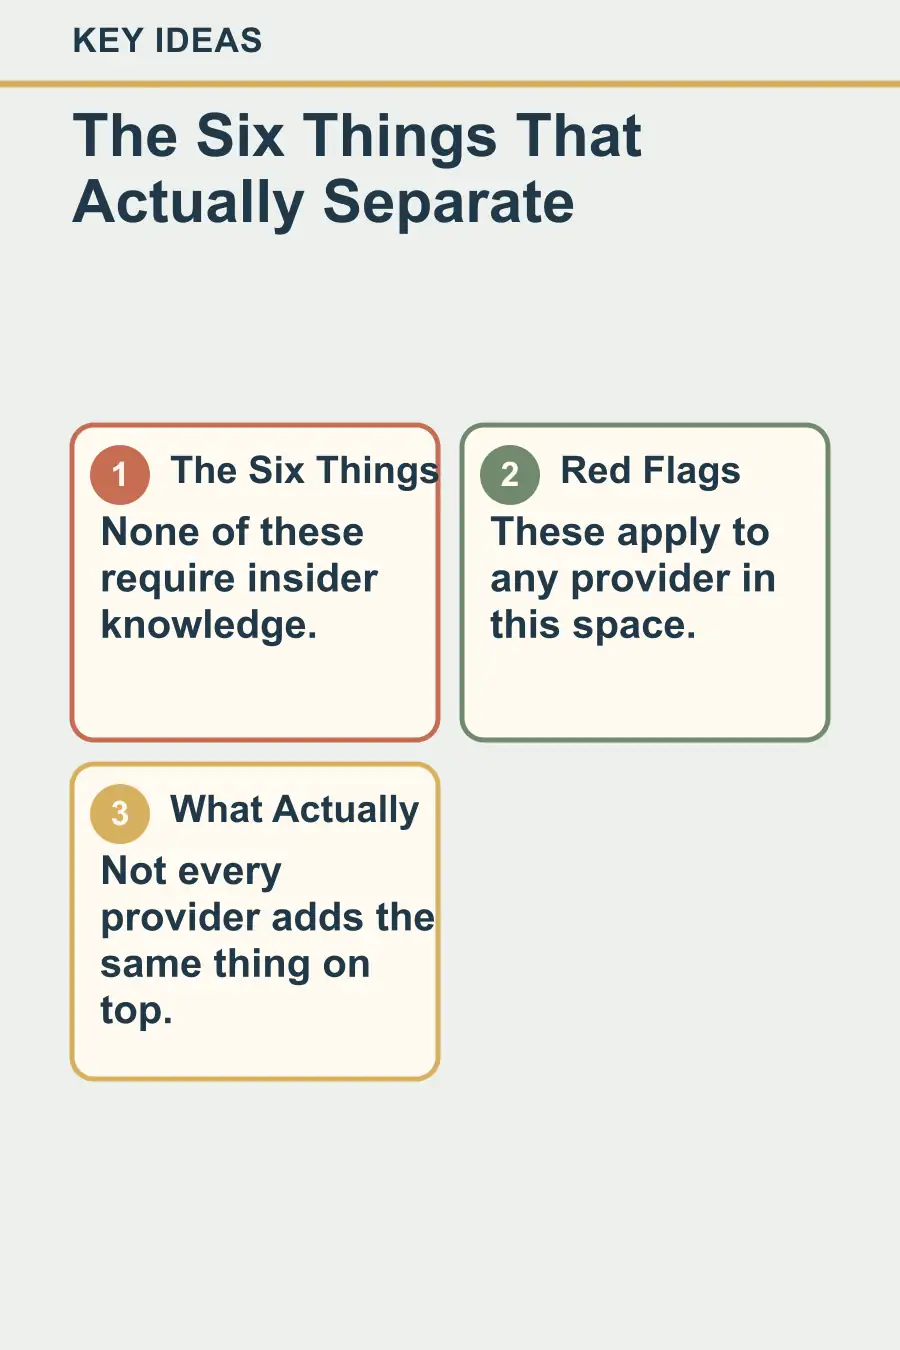 KEY IDEAS
The Six Things That
Actually Separate
1
The Six Things
None of these
require insider
knowledge.
2
Red Flags
These apply to
any provider in
this space.
3
What Actually
Not every
provider adds the
same thing on
top.